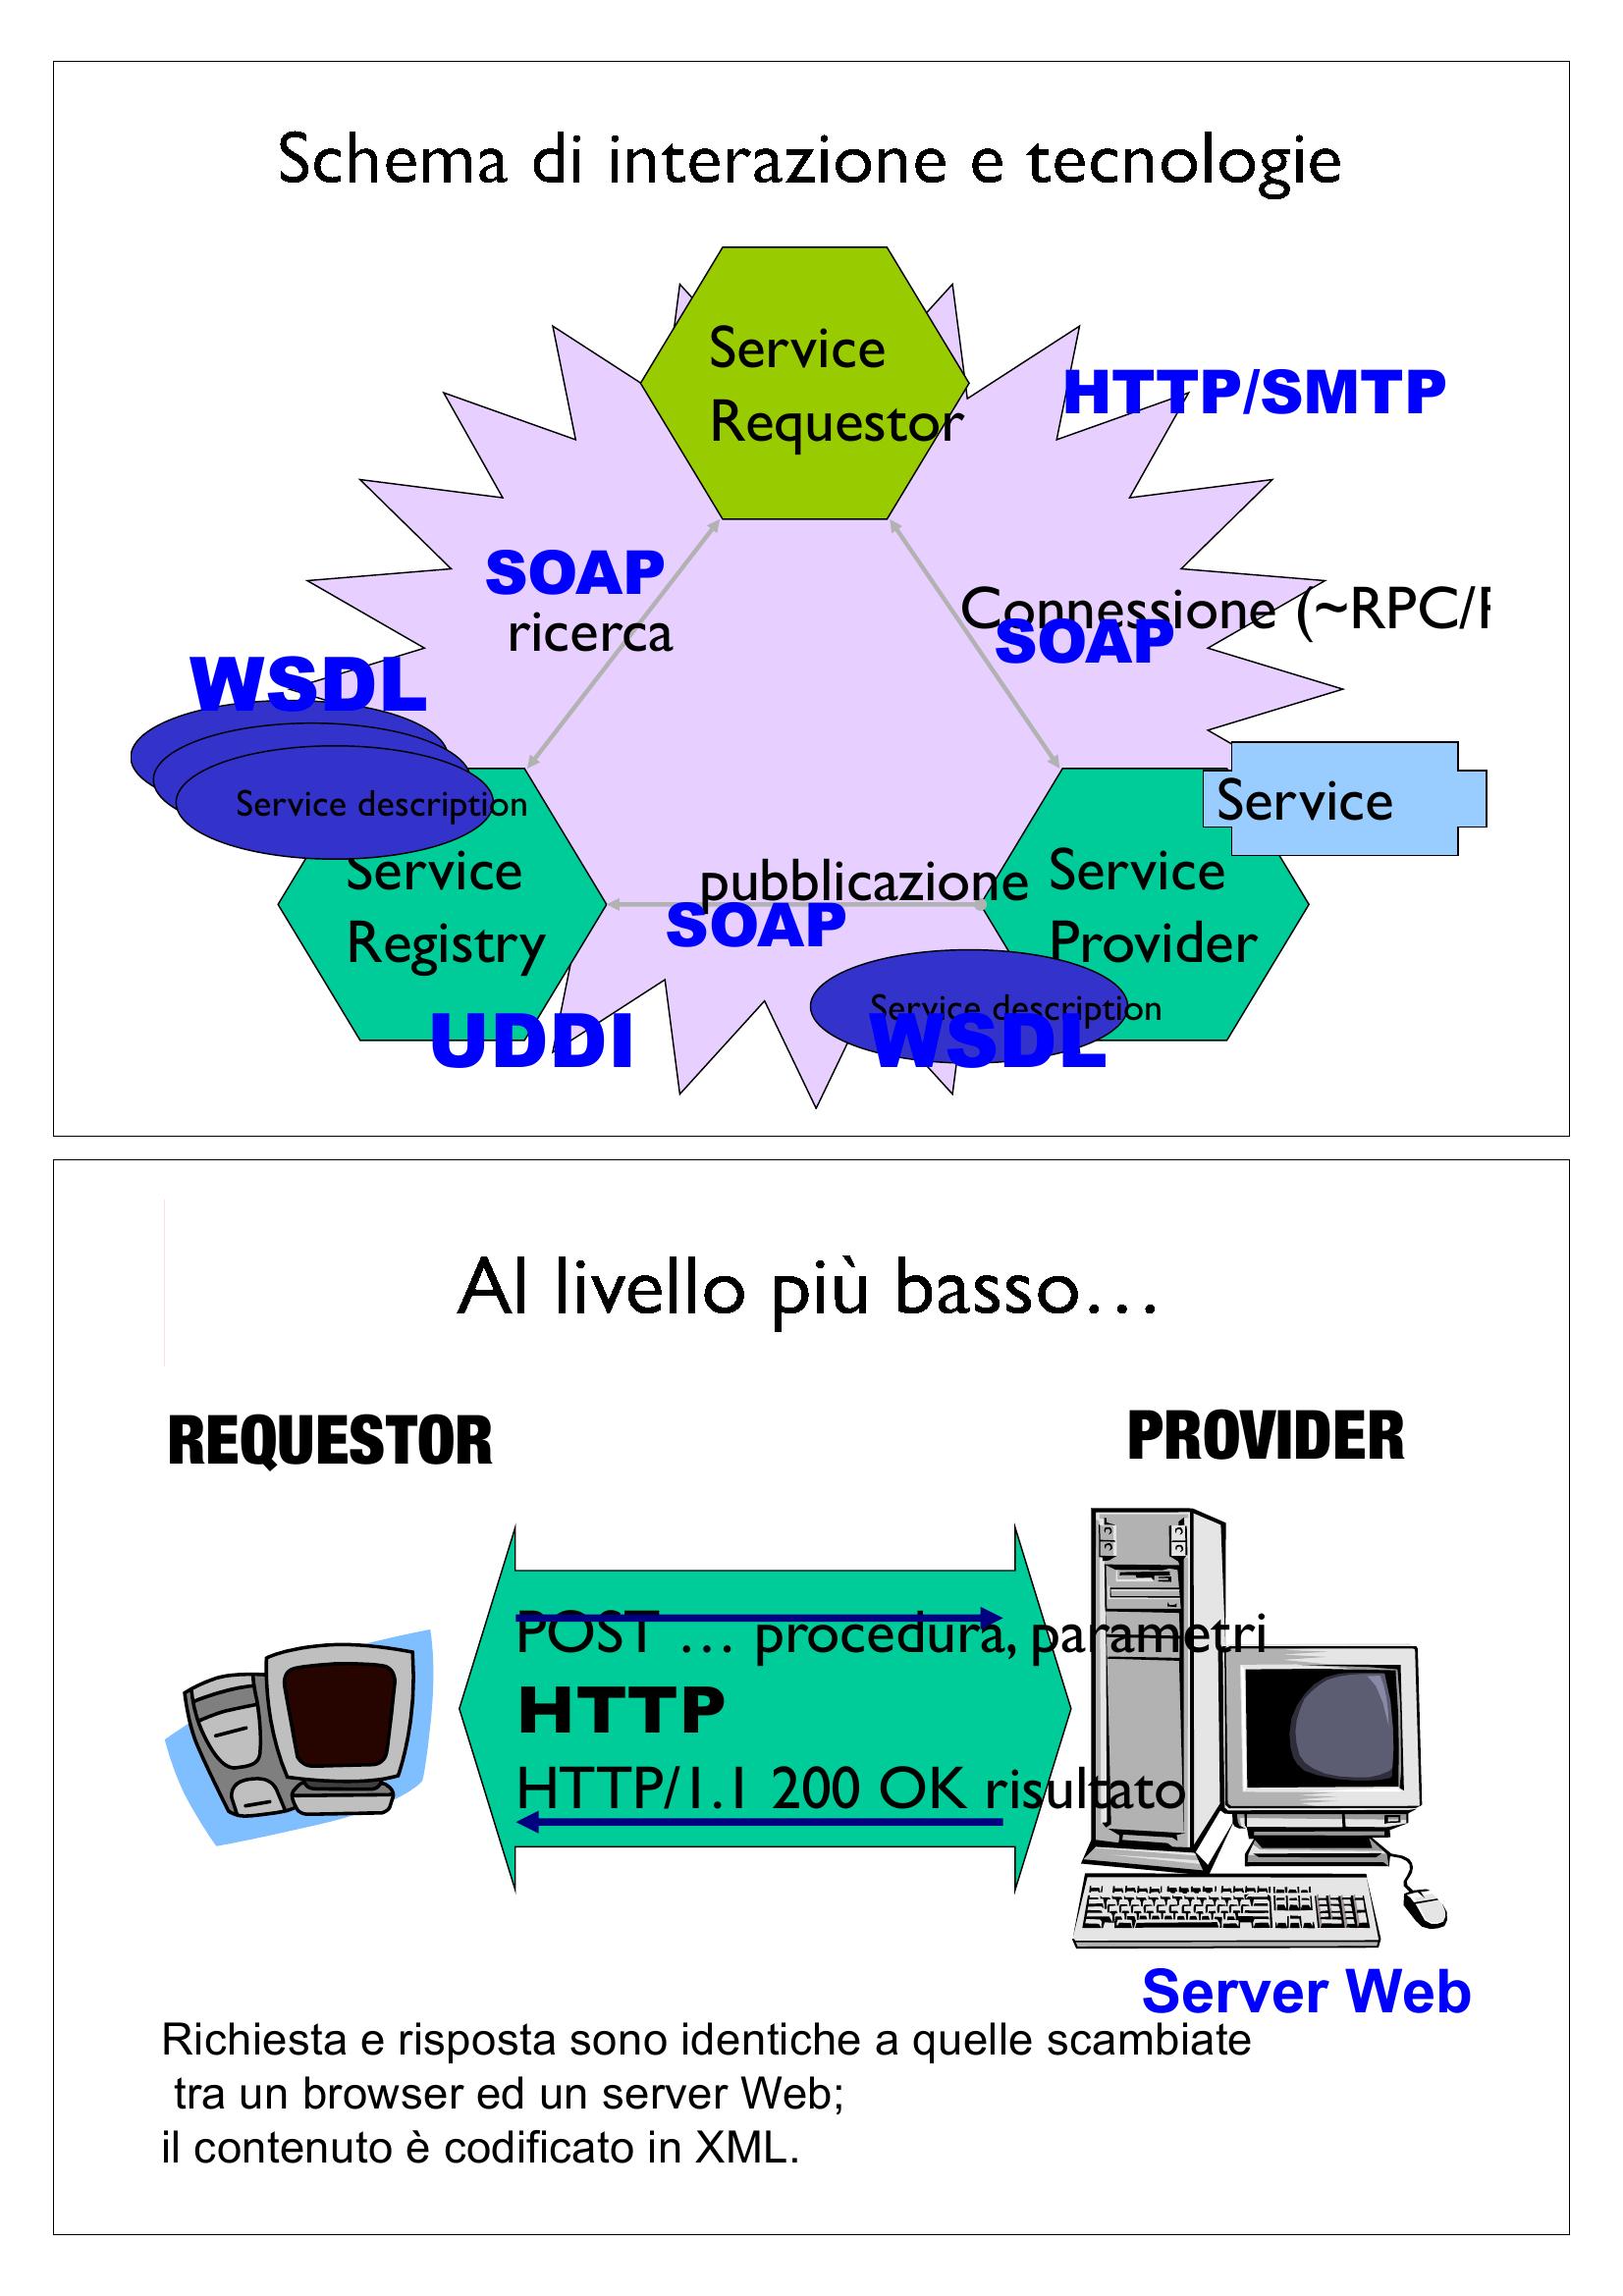 Schema di interazione e tecnologie
Service
Requestor
HTTP/SMTP
SOAP
ricerca
Connessione (~RPC/
SOAP
WSDL
Service description
Service
Registry
UDDI
pubblicazione
SOAP
Service
Service
Provider
Service description
WSDL
Al livello più basso…
REQUESTOR
PROVIDER
POST … procedura, parametri
HTTP
HTTP/1.1 200 OK risultato
Server Web
Richiesta e risposta sono identiche a quelle scambiate
tra un browser ed un server Web;
il contenuto è codificato in XML.